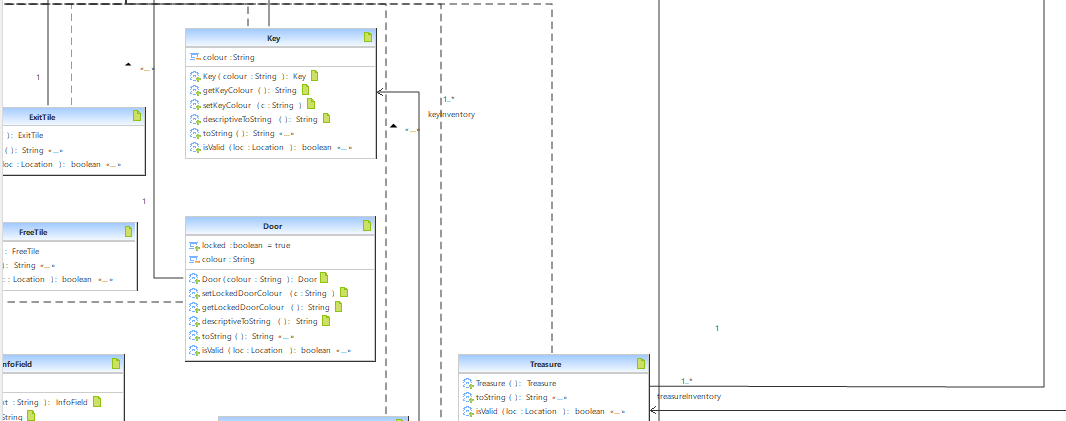 Key
colour : String
Key ( colour : String ) : Key
getKeyColour ( ) : String
setKeyColour ( c : String )
descriptiveToString ( ) : String
toString ( ) : String «...»
isValid ( loc : Location ) : boolean «...»
1
«...»
1..*
keyInventory
«...»
ExitTile
) : ExitTile
( ) : String «...»
loc : Location ) : boolean «...»
1
FreeTile
: FreeTile
) : String «...»
: Location ) : boolean «...»
Door
locked : boolean = true
colour : String
Door ( colour : String ) : Door
setLockedDoorColour ( c : String )
getLockedDoorColour ( ) : String
descriptiveToString ( ) : String
toString ( ) : String «...»
isValid ( loc : Location ) : boolean «...»
1
nfoField
xt : String ) : InfoField
String
Treasure
Treasure ( ) : Treasure
toString ( ) : String «...»
isValid ( loc : Location ) : boolean «...»
1..*
treasureInventory